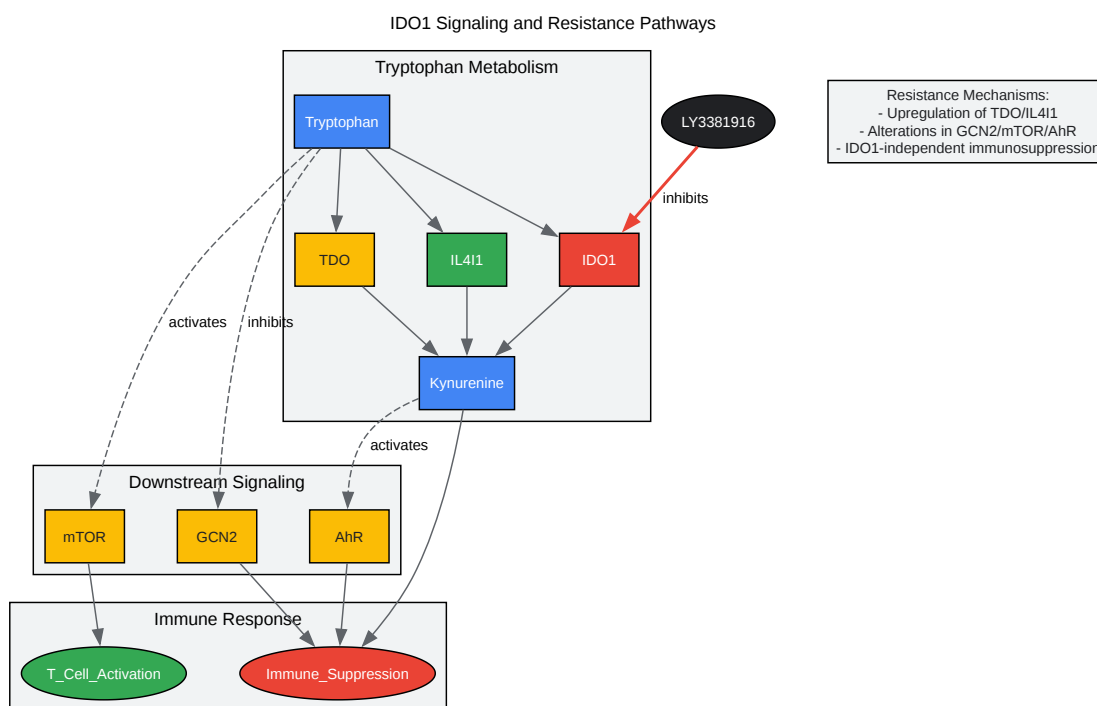 IDO1 Signaling and Resistance Pathways
Tryptophan Metabolism
Resistance Mechanisms:
- Upregulation of TDO/IL4I1
- Alterations in GCN2/mTOR/AhR
- IDO1-independent immunosuppression
Tryptophan
LY3381916
inhibits
TDO
IL4I1
IDO1
activates
inhibits
Kynurenine
activates
Downstream Signaling
mTOR
GCN2
AhR
Immune Response
T_Cell_Activation
Immune_Suppression